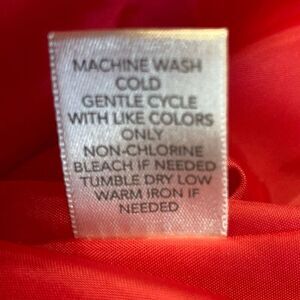 MACHINE WASH
COLD
GENTLE CYCLE
WITH LIKE COLORS
ONLY
NON-CHLORINE
BLEACH IF NEEDED
TUMBLE DRY LOW
WARM IRON IF
NEEDED